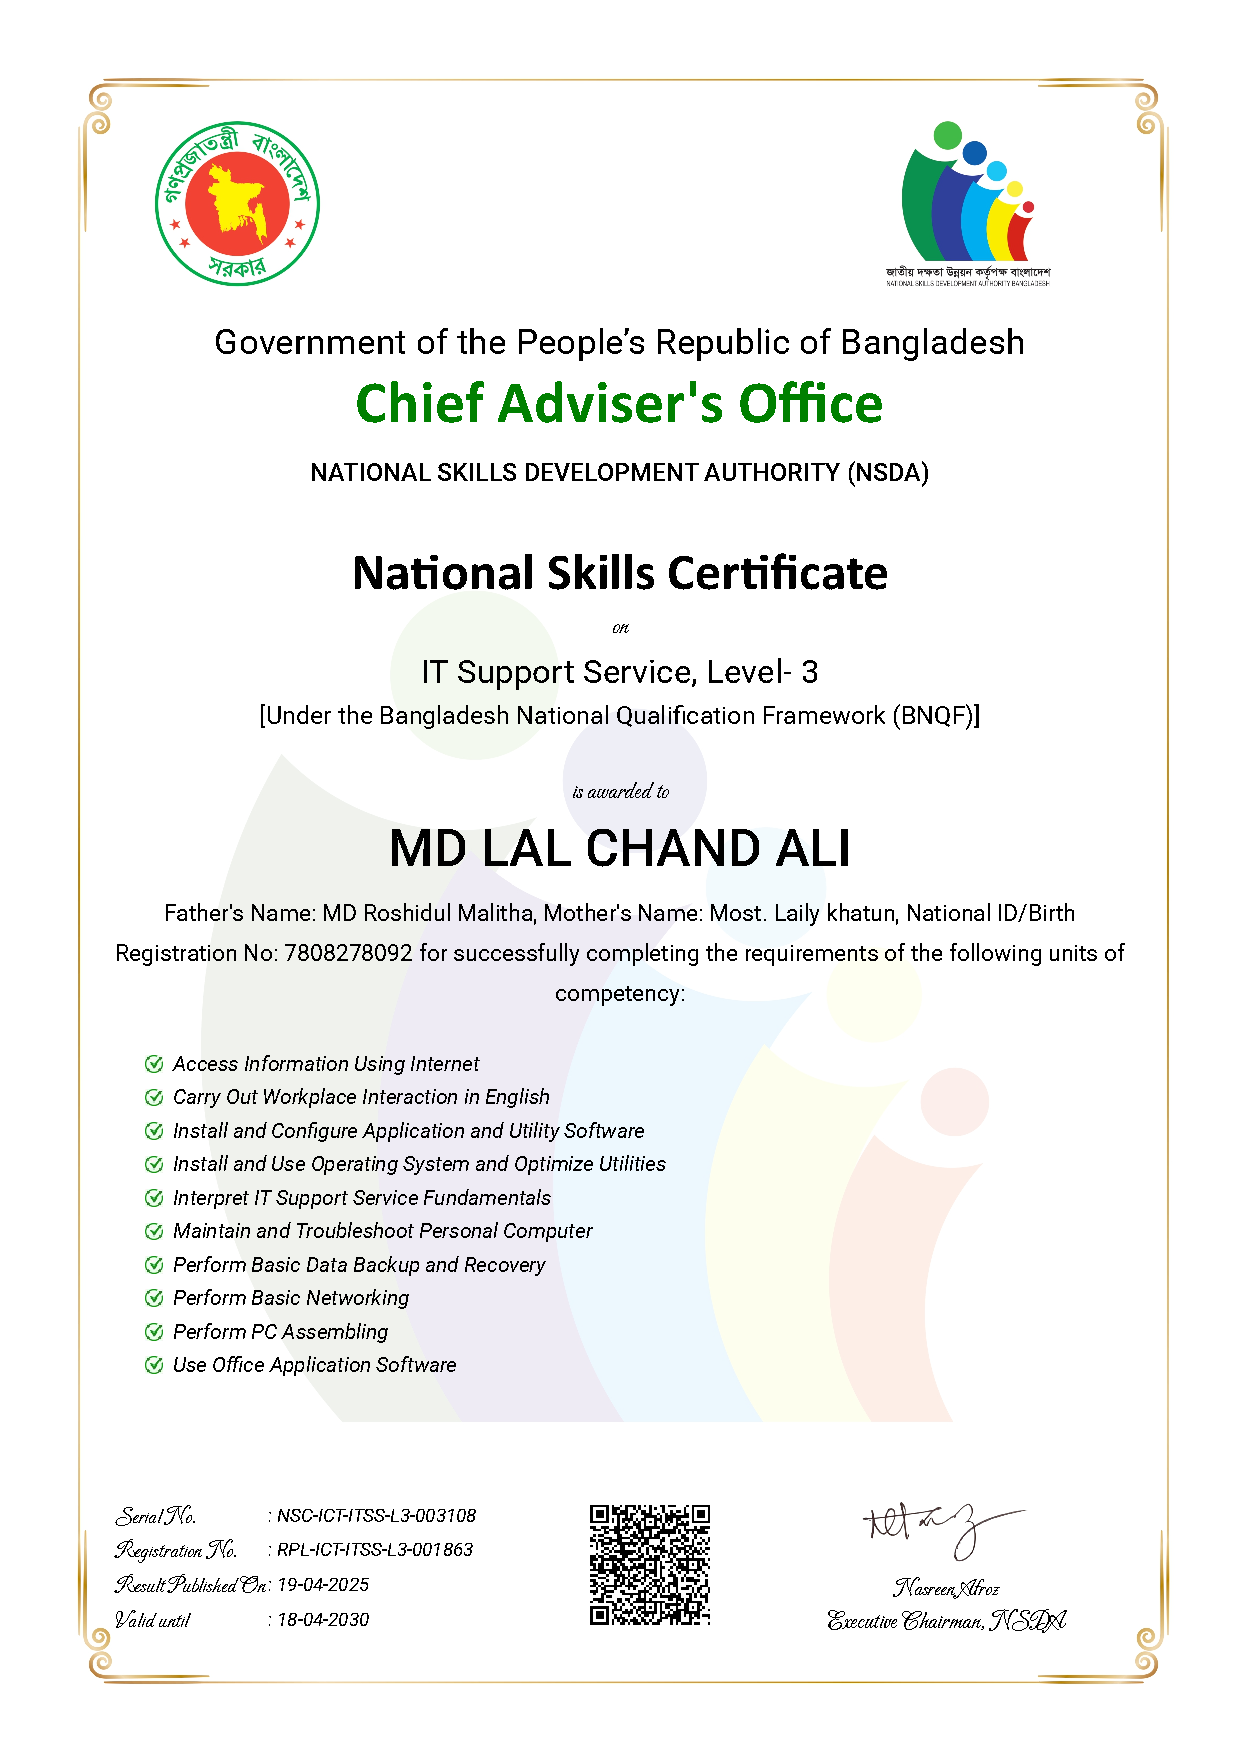 গণপ্রজাতন্ত্রী বাংলাদেশ
সরকার
জাতীয় দক্ষতা উন্নয়ন কর্তৃপক্ষ বাংলাদেশ
NATIONAL SKILLS DEVELOPMENT AUTHORITY BANGLADESH
Government of the People’s Republic of Bangladesh
Chief Adviser's Office
NATIONAL SKILLS DEVELOPMENT AUTHORITY (NSDA)
National Skills Certificate
on
IT Support Service, Level- 3
[Under the Bangladesh National Qualification Framework (BNQF)]
is awarded to
MD LAL CHAND ALI
Father's Name: MD Roshidul Malitha, Mother's Name: Most. Laily khatun, National ID/Birth
Registration No: 7808278092 for successfully completing the requirements of the following units of
competency:
Access Information Using Internet
Carry Out Workplace Interaction in English
Install and Configure Application and Utility Software
Install and Use Operating System and Optimize Utilities
Interpret IT Support Service Fundamentals
Maintain and Troubleshoot Personal Computer
Perform Basic Data Backup and Recovery
Perform Basic Networking
Perform PC Assembling
Use Office Application Software
Serial No. : NSC-ICT-ITSS-L3-003108
Registration No. : RPL-ICT-ITSS-L3-001863
Result Published On : 19-04-2025
Valid until : 18-04-2030
Nasreen Afroz
Executive Chairman, NSDA